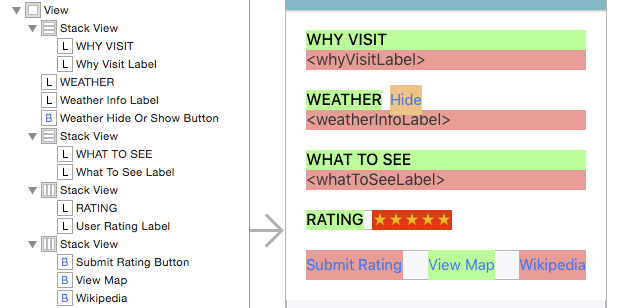 View
Stack View
L WHY VISIT
L Why Visit Label
L WEATHER
L Weather Info Label
B Weather Hide Or Show Button
Stack View
L WHAT TO SEE
L What To See Label
Stack View
L RATING
L User Rating Label
Stack View
B Submit Rating Button
B View Map
B Wikipedia
WHY VISIT
<whyVisitLabel>
WEATHER Hide
<weatherInfoLabel>
WHAT TO SEE
<whatToSeeLabel>
RATING ★★★★★
Submit Rating View Map Wikipedia